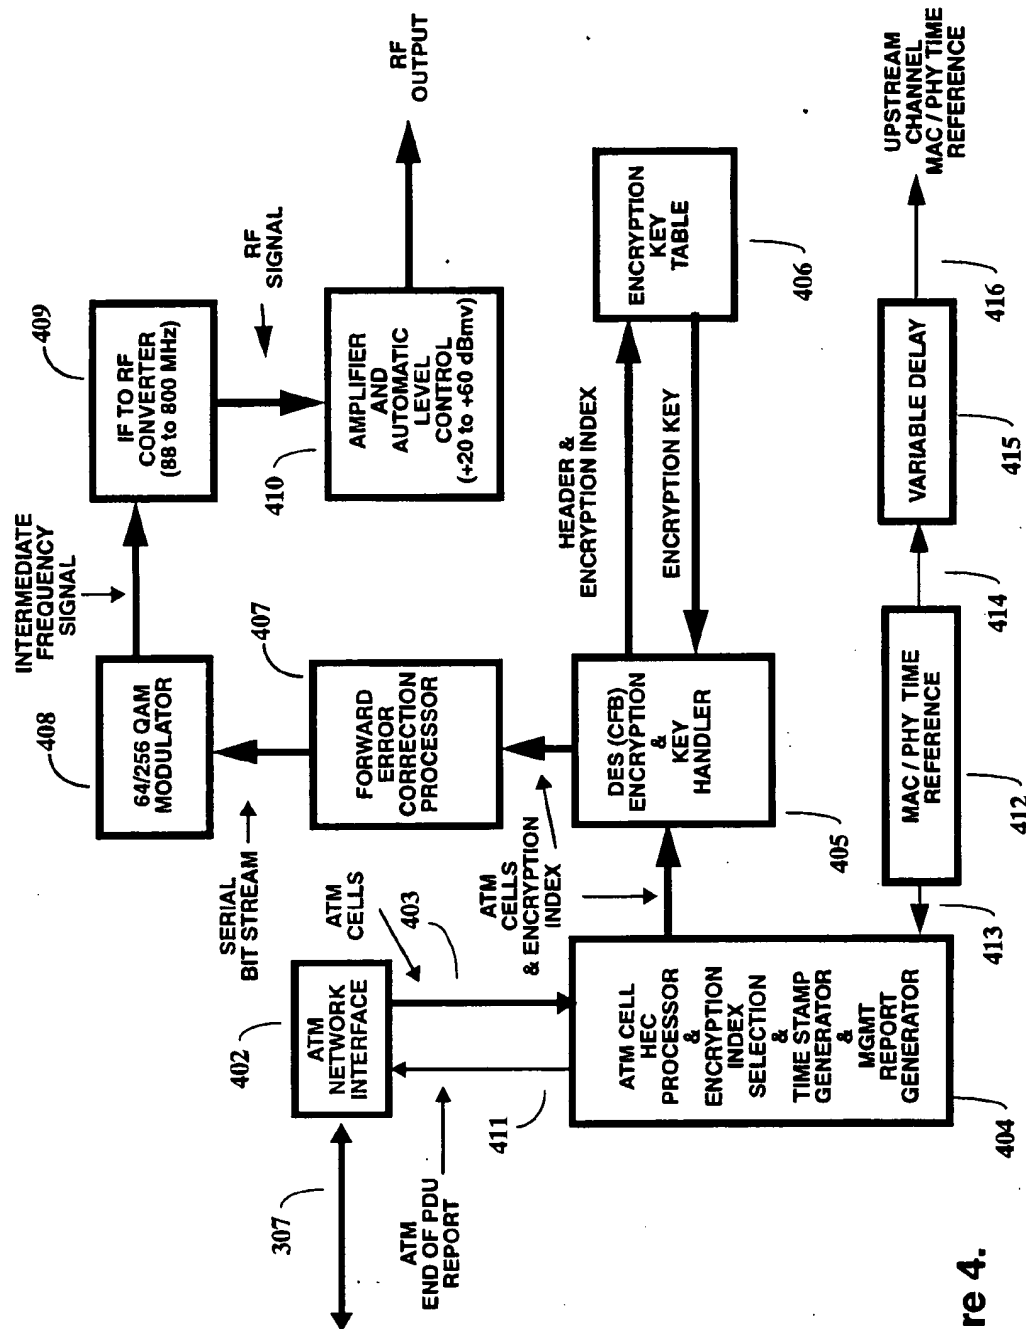 307
ATM
END OF PDU
REPORT
402
ATM
NETWORK
INTERFACE
411
403
ATM
CELLS
404
ATM CELL
HEC
PROCESSOR
&
ENCRYPTION
INDEX
SELECTION
&
TIME STAMP
GENERATOR
&
MGMT
REPORT
GENERATOR
ATM
CELLS
& ENCRYPTION
INDEX
SERIAL
BIT STREAM
408
64/256 QAM
MODULATOR
407
FORWARD
ERROR
CORRECTION
PROCESSOR
DES (CFB)
ENCRYPTION
&
KEY
HANDLER
405
413
MAC / PHY TIME
REFERENCE
412
INTERMEDIATE
FREQUENCY
SIGNAL
409
IF TO RF
CONVERTER
(88 to 800 MHz)
RF
SIGNAL
410
AMPLIFIER
AND
AUTOMATIC
LEVEL
CONTROL
(+20 to +60 dBmv)
RF
OUTPUT
HEADER &
ENCRYPTION INDEX
ENCRYPTION KEY
ENCRYPTION
KEY
TABLE
406
414
VARIABLE DELAY
415
416
UPSTREAM
CHANNEL
MAC / PHY TIME
REFERENCE
re 4.